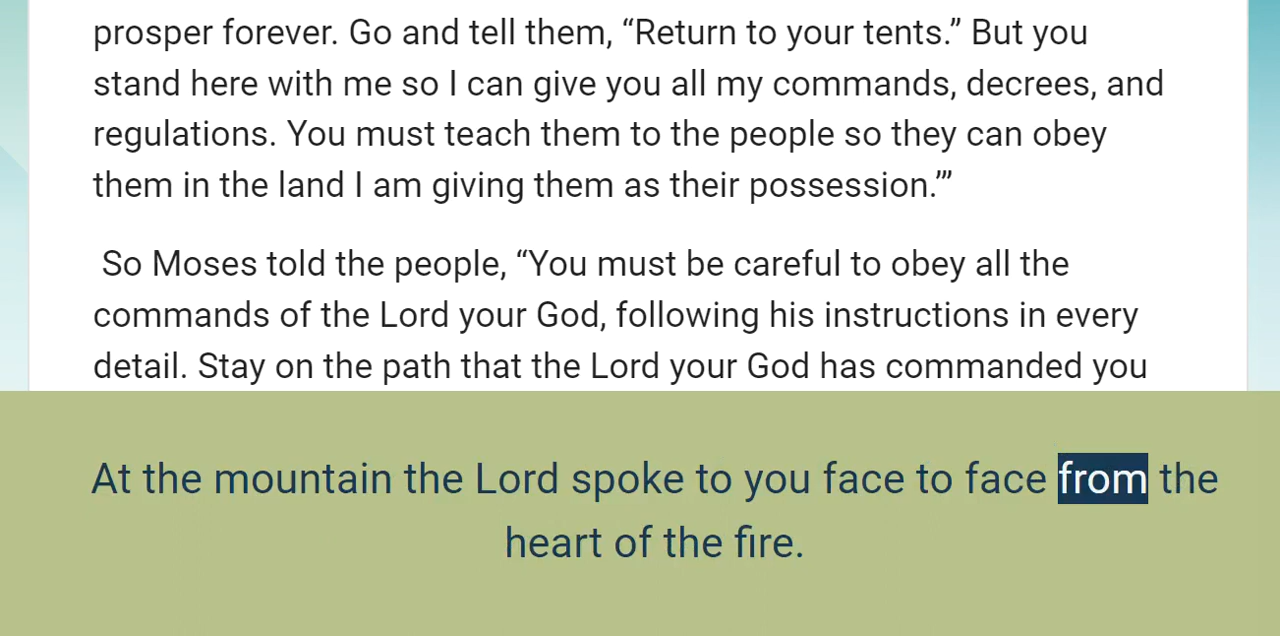 prosper forever. Go and tell them, “Return to your tents.” But you
stand here with me so I can give you all my commands, decrees, and
regulations. You must teach them to the people so they can obey
them in the land I am giving them as their possession.’”
So Moses told the people, “You must be careful to obey all the
commands of the Lord your God, following his instructions in every
detail. Stay on the path that the Lord your God has commanded you
At the mountain the Lord spoke to you face to face from the
heart of the fire.